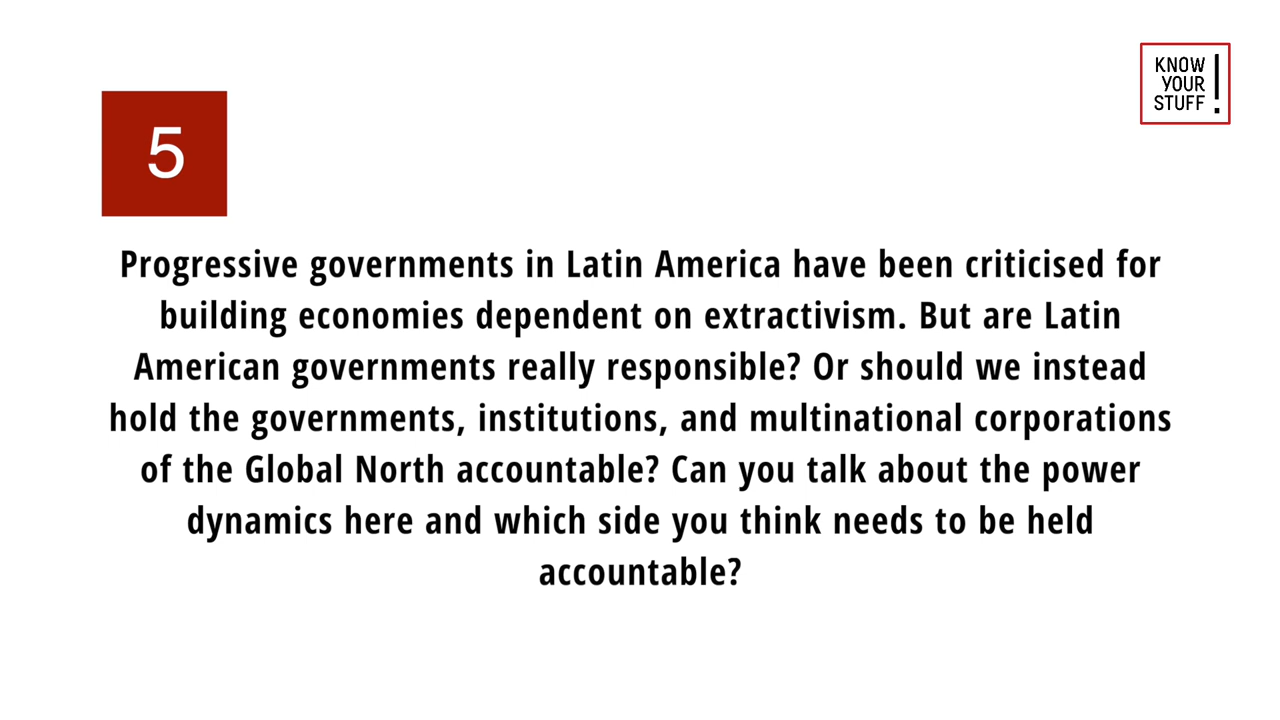 KNOW
YOUR
STUFF !
5
Progressive governments in Latin America have been criticised for
building economies dependent on extractivism. But are Latin
American governments really responsible? Or should we instead
hold the governments, institutions, and multinational corporations
of the Global North accountable? Can you talk about the power
dynamics here and which side you think needs to be held
accountable?